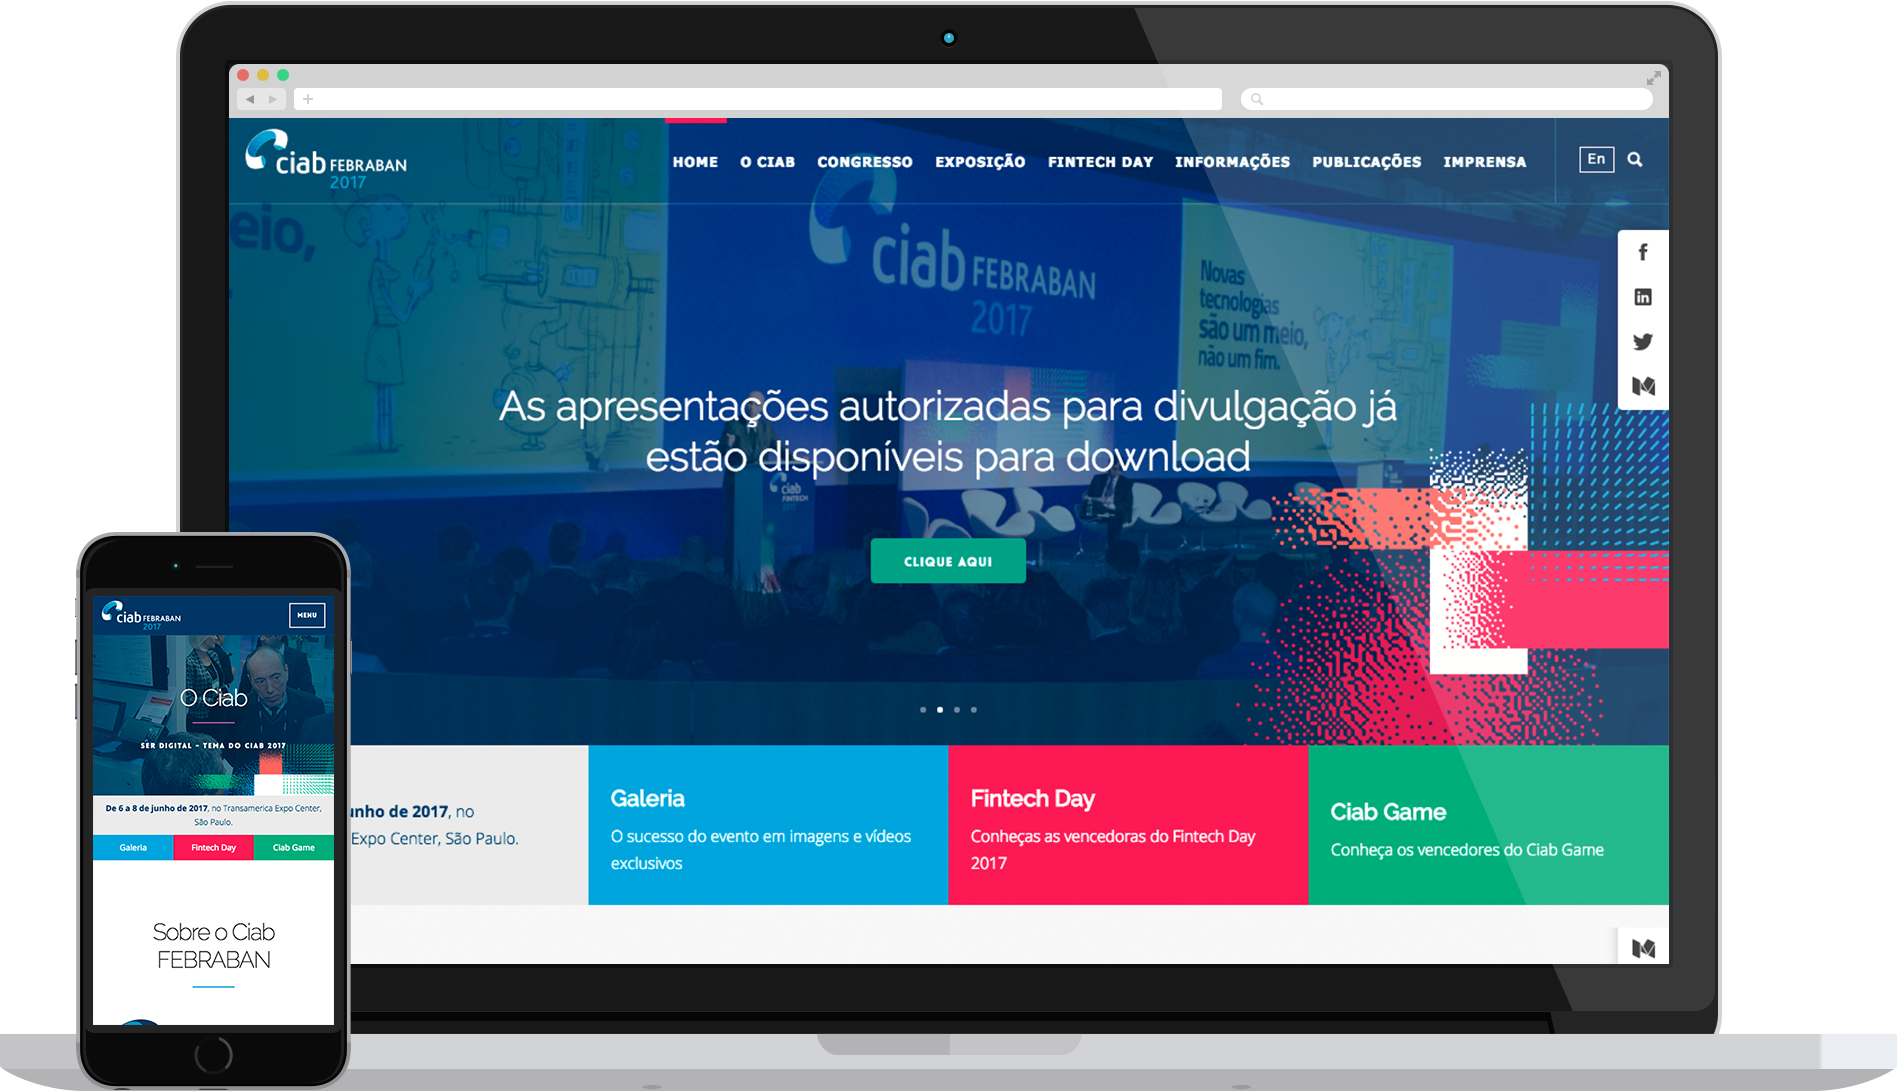 ciab FEBRABAN
2017
HOME O CIAB CONGRESSO EXPOSIÇÃO FINTECH DAY INFORMAÇÕES PUBLICAÇÕES IMPRENSA
En
eio,
ciab FEBRABAN
2017
Novas
tecnologias
são um meio,
não um fim.
As apresentações autorizadas para divulgação já
estão disponíveis para download
ciab
FINTECH
2017
CLIQUE AQUI
unho de 2017, no
Expo Center, São Paulo.
Galeria
O sucesso do evento em imagens e vídeos
exclusivos
Fintech Day
Conheças as vencedoras do Fintech Day
2017
Ciab Game
Conheça os vencedores do Ciab Game
ciab FEBRABAN
2017
MENU
O Ciab
SER DIGITAL - TEMA DO CIAB 2017
De 6 a 8 de junho de 2017, no Transamerica Expo Center,
São Paulo.
Galeria Fintech Day Ciab Game
Sobre o Ciab
FEBRABAN